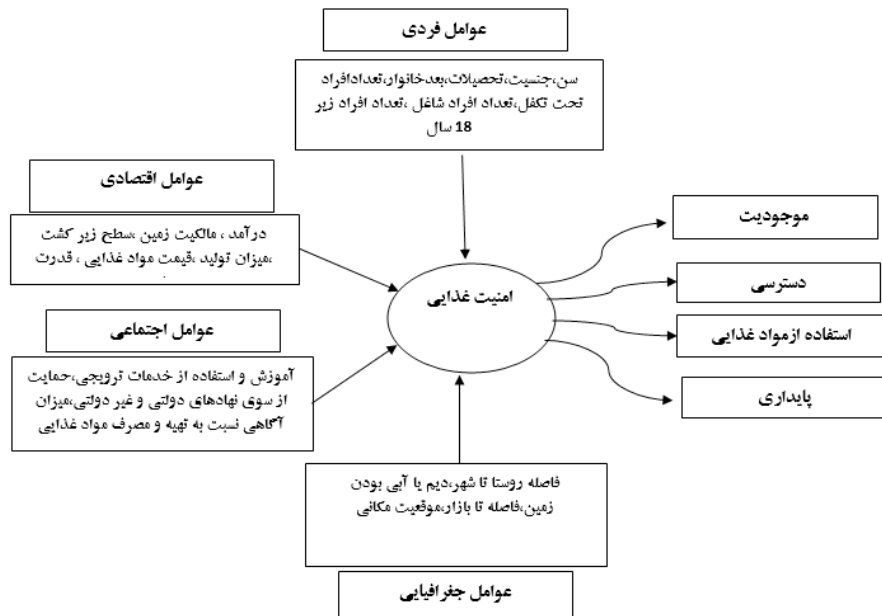 عوامل فردی
سن،جنسیت،تحصیلات،بعدخانوار،تعدادافراد
تحت تکفل،تعداد افراد شاغل ،تعداد افراد زیر
18 سال
عوامل اقتصادی
درآمد ، مالکیت زمین ،سطح زیر کشت
،میزان تولید ،قیمت مواد غذایی ، قدرت
عوامل اجتماعی
آموزش و استفاده از خدمات ترویجی،حمایت
از سوی نهادهای دولتی و غیر دولتی،میزان
آگاهی نسبت به تهیه و مصرف مواد غذایی
امنیت غذایی
موجودیت
دسترسی
استفاده ازمواد غذایی
پایداری
فاصله روستا تا شهر،دیم یا آبی بودن
زمین،فاصله تا بازار،موقعیت مکانی
عوامل جغرافیایی